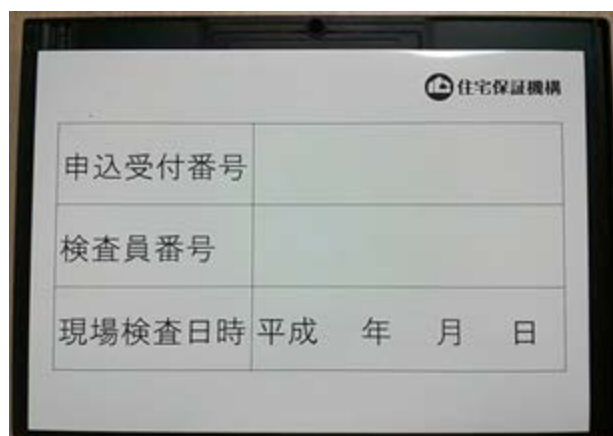 住宅保証機構
申込受付番号
検査員番号
現場検査日時 平成 年 月 日